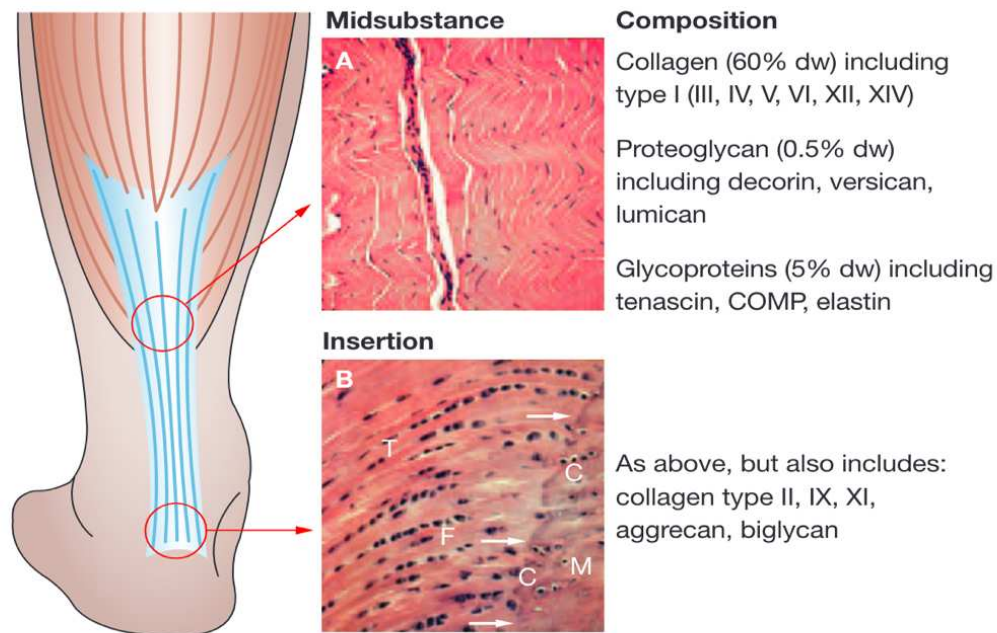 Midsubstance
A
Composition
Collagen (60% dw) including
type I (III, IV, V, VI, XII, XIV)
Proteoglycan (0.5% dw)
including decorin, versican,
lumican
Glycoproteins (5% dw) including
tenascin, COMP, elastin
Insertion
B
T
C
F
M
C
As above, but also includes:
collagen type II, IX, XI,
aggrecan, biglycan